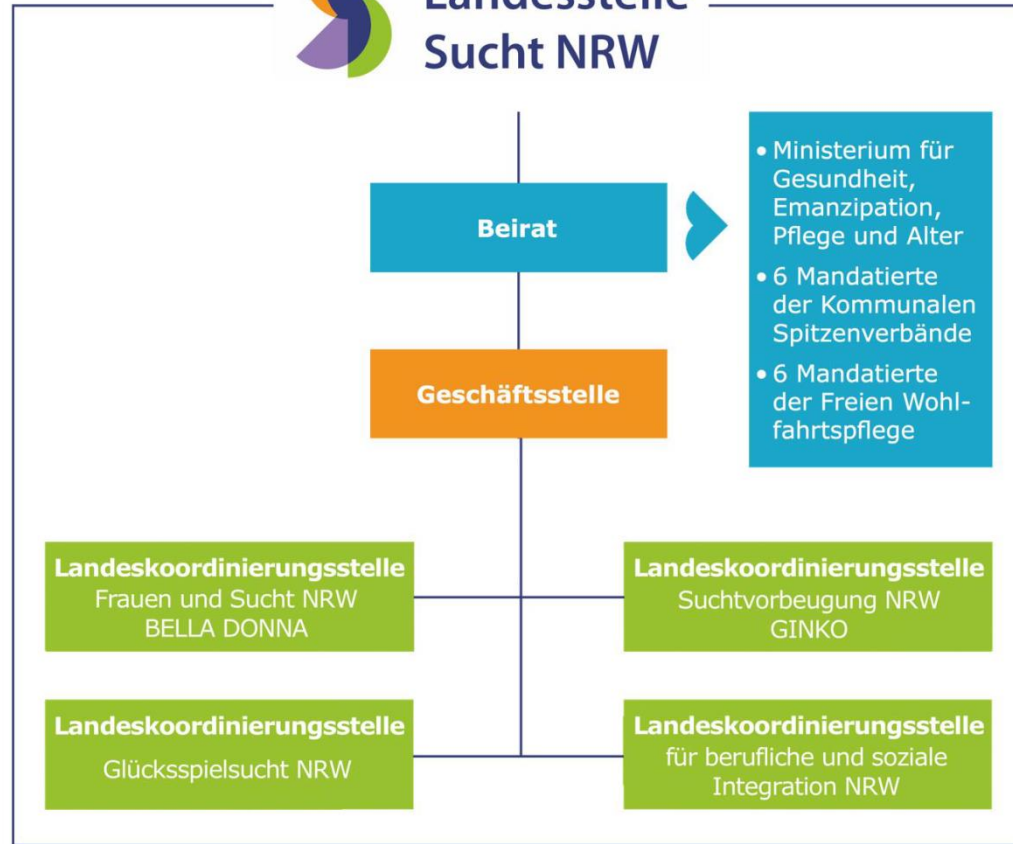 Landesstelle
Sucht NRW
Beirat
• Ministerium für
Gesundheit,
Emanzipation,
Pflege und Alter
• 6 Mandatierte
der Kommunalen
Spitzenverbände
• 6 Mandatierte
der Freien Wohl-
fahrtspflege
Geschäftsstelle
Landeskoordinierungsstelle
Frauen und Sucht NRW
BELLA DONNA
Landeskoordinierungsstelle
Suchtvorbeugung NRW
GINKO
Landeskoordinierungsstelle
Glücksspielsucht NRW
Landeskoordinierungsstelle
für berufliche und soziale
Integration NRW